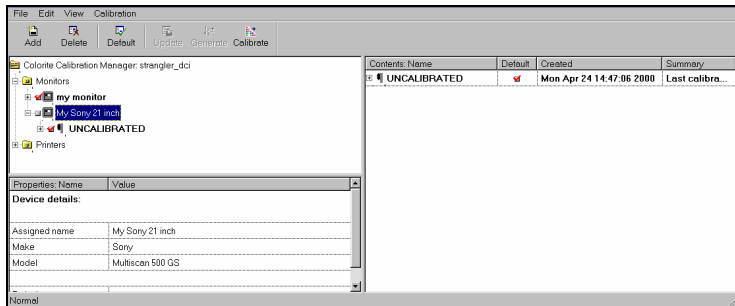 File Edit View Calibration
Add Delete Default Update Generate Calibrate
Colorite Calibration Manager: strangler_dci
Monitors
my monitor
My Sony 21 inch
UNCALIBRATED
Printers
Contents: Name Default Created Summary
UNCALIBRATED Mon Apr 24 14:47:06 2000 Last calibra...
Properties: Name Value
Device details:
Assigned name My Sony 21 inch
Make Sony
Model Multiscan 500 GS
Normal